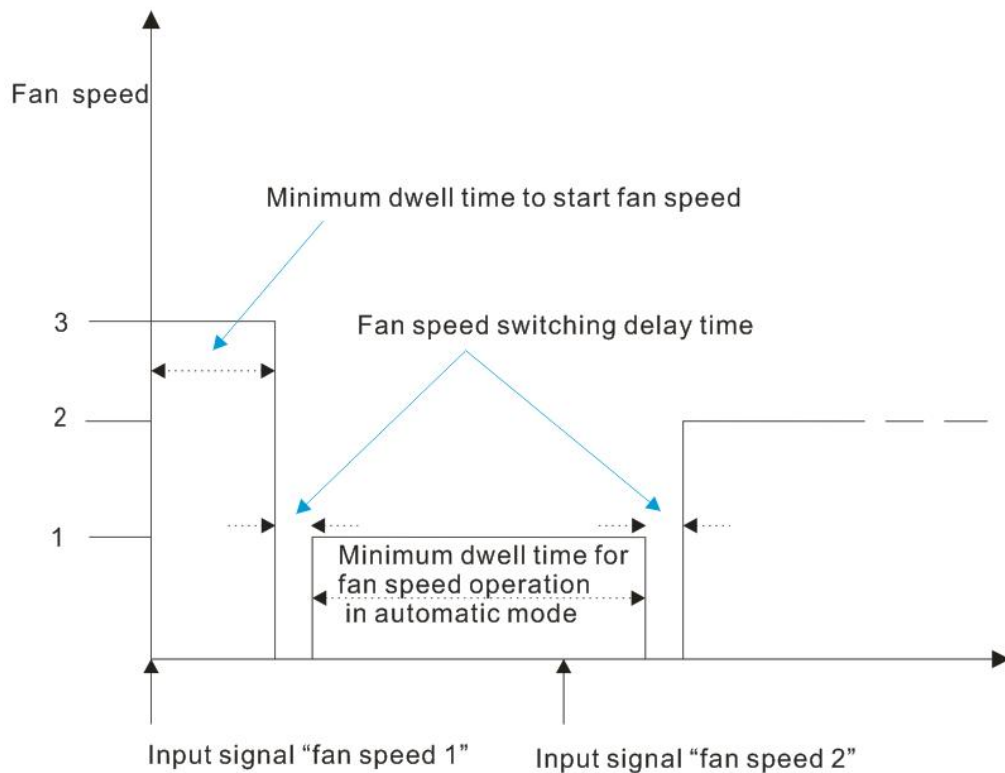 Fan speed
Minimum dwell time to start fan speed
3
Fan speed switching delay time
2
1
Minimum dwell time for
fan speed operation
in automatic mode
Input signal “fan speed 1”
Input signal “fan speed 2”